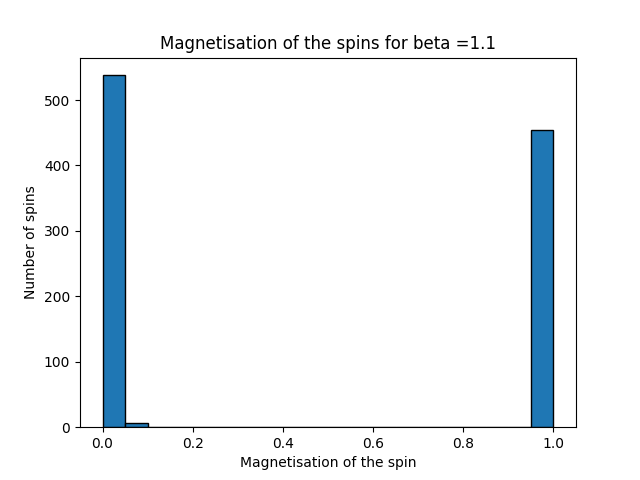 Magnetisation of the spins for beta =1.1
Number of spins
500
400
300
200
100
0
0.0 0.2 0.4 0.6 0.8 1.0
Magnetisation of the spin